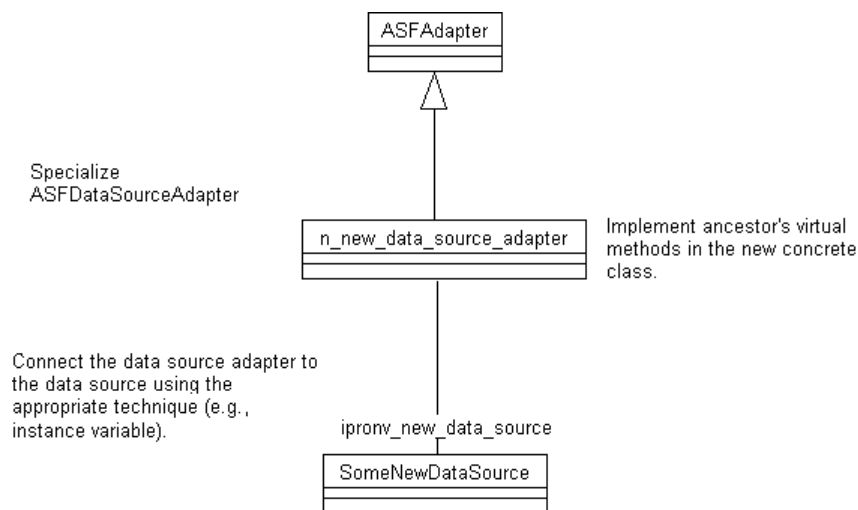 ASFAdapter
Specialize
ASFDataSourceAdapter
n_new_data_source_adapter
Implement ancestor's virtual
methods in the new concrete
class.
Connect the data source adapter to
the data source using the
appropriate technique (e.g.,
instance variable).
ipronv_new_data_source
SomeNewDataSource